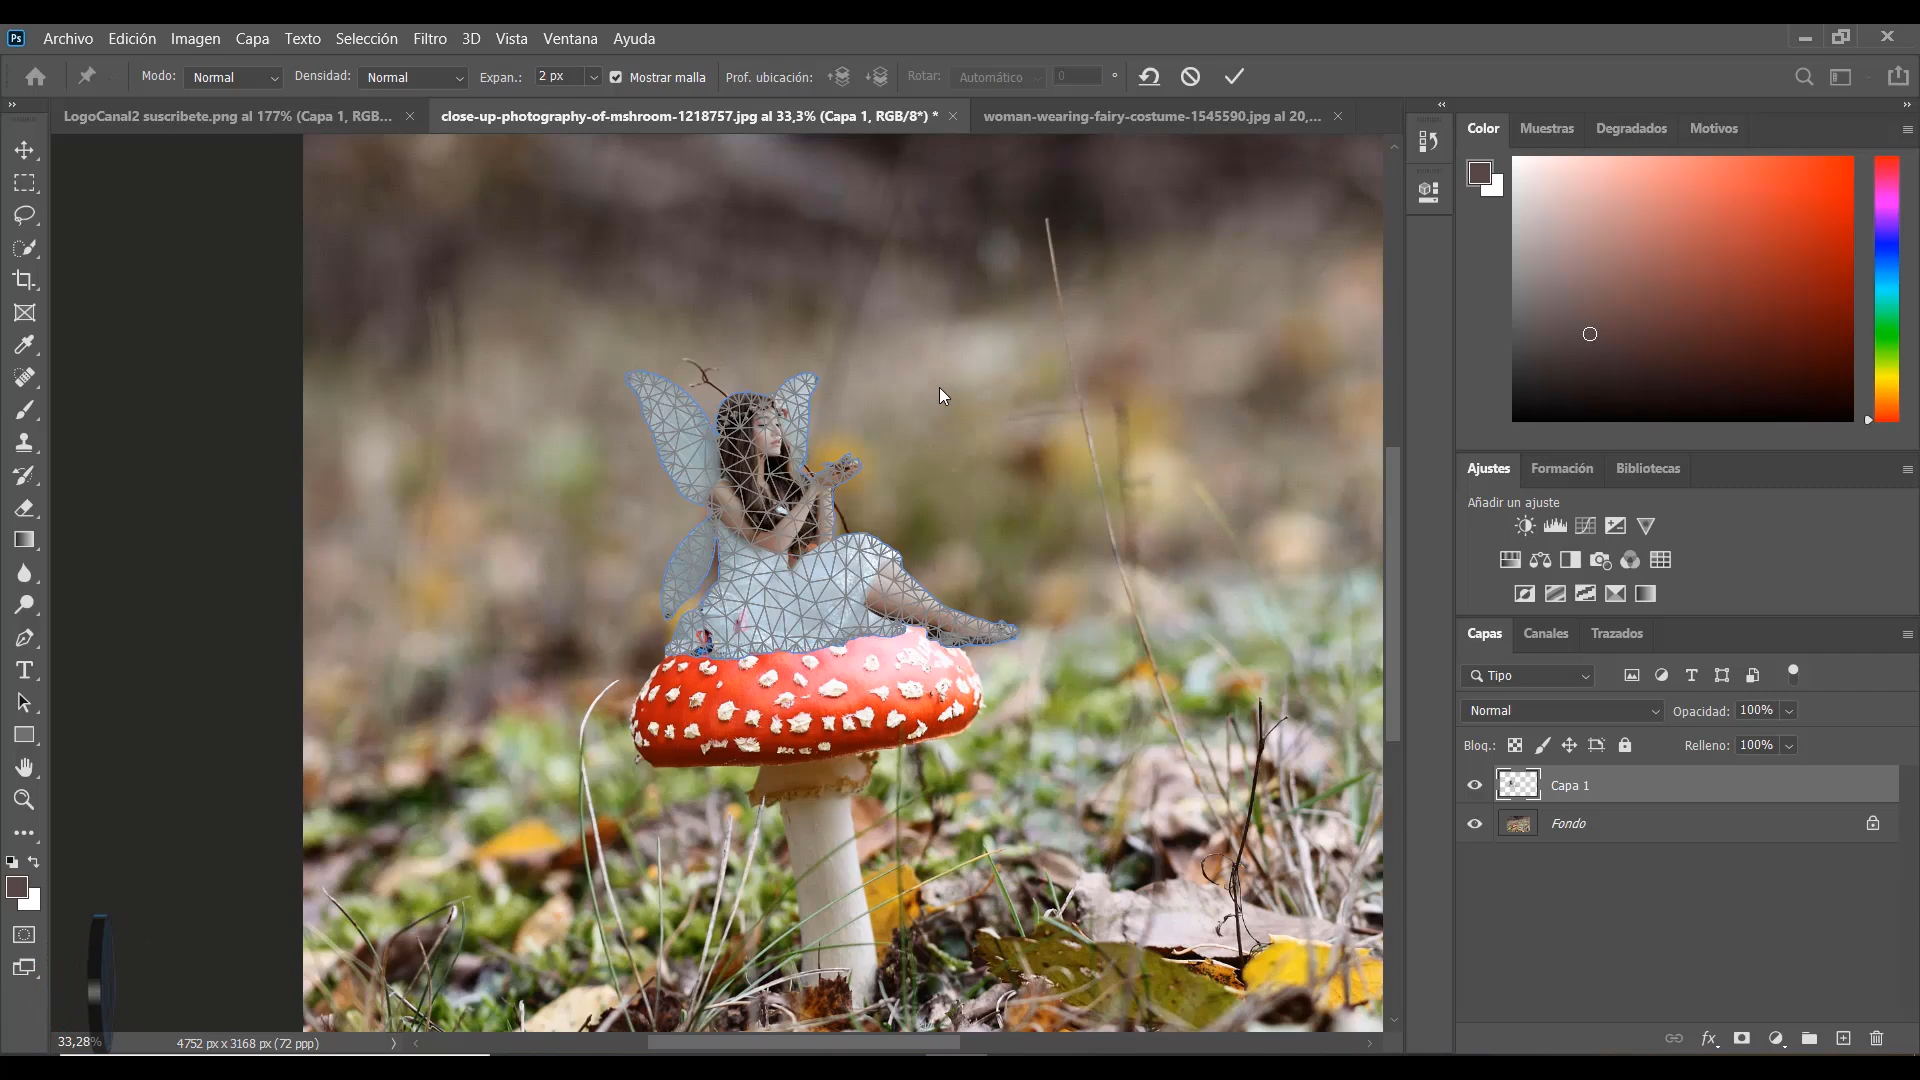 Ps Archivo Edición Imagen Capa Texto Selección Filtro 3D Vista Ventana Ayuda
Modo: Normal Densidad: Normal Expan.: 2 px Mostrar malla Prof. ubicación: Rotar: Automático 0 °
LogoCanal2 suscribete.png al 177% (Capa 1, RGB... close-up-photography-of-mshroom-1218757.jpg al 33,3% (Capa 1, RGB/8*) * woman-wearing-fairy-costume-1545590.jpg al 20,...
Color Muestras Degradados Motivos
Ajustes Formación Bibliotecas
Añadir un ajuste
Capas Canales Trazados
Tipo
Normal Opacidad: 100%
Bloq.: Relleno: 100%
Capa 1
Fondo
33,28% 4752 px x 3168 px (72 ppp)